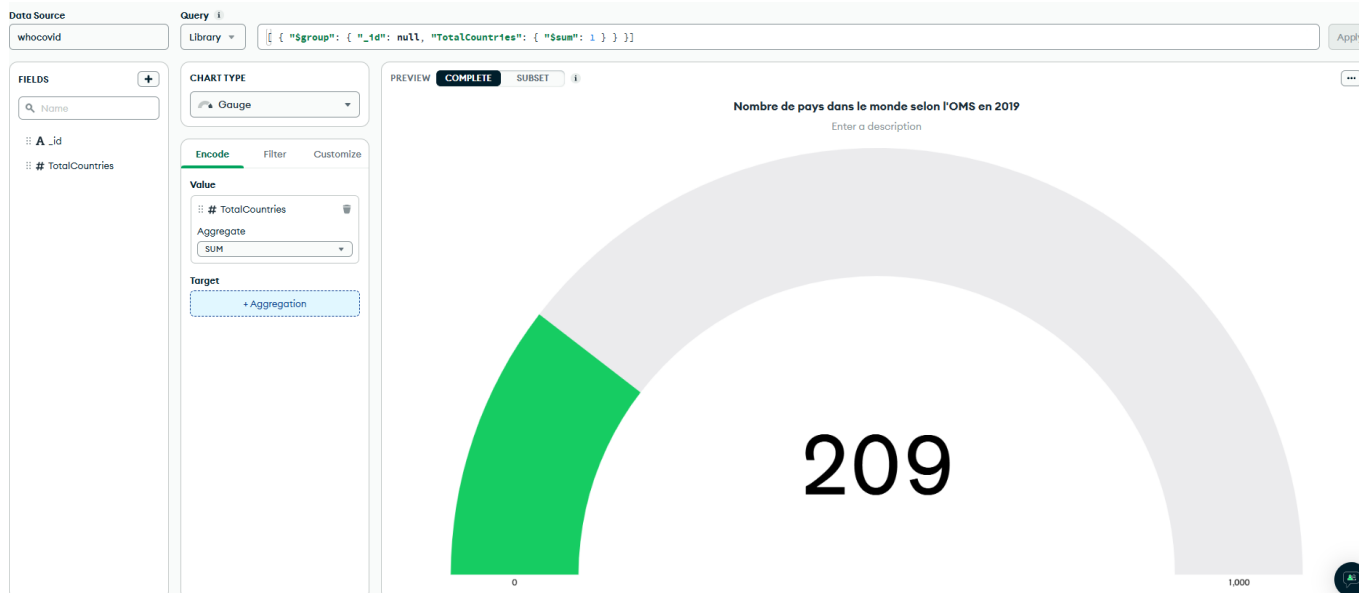 Data Source
whocovid
Query
Library
[ { "$group": { "_id": null, "TotalCountries": { "$sum": 1 } } }]
Apply
FIELDS
Name
A _id
# TotalCountries
CHART TYPE
Gauge
Encode Filter Customize
Value
# TotalCountries
Aggregate
SUM
Target
+ Aggregation
PREVIEW COMPLETE SUBSET
Nombre de pays dans le monde selon l'OMS en 2019
Enter a description
209
0
1,000